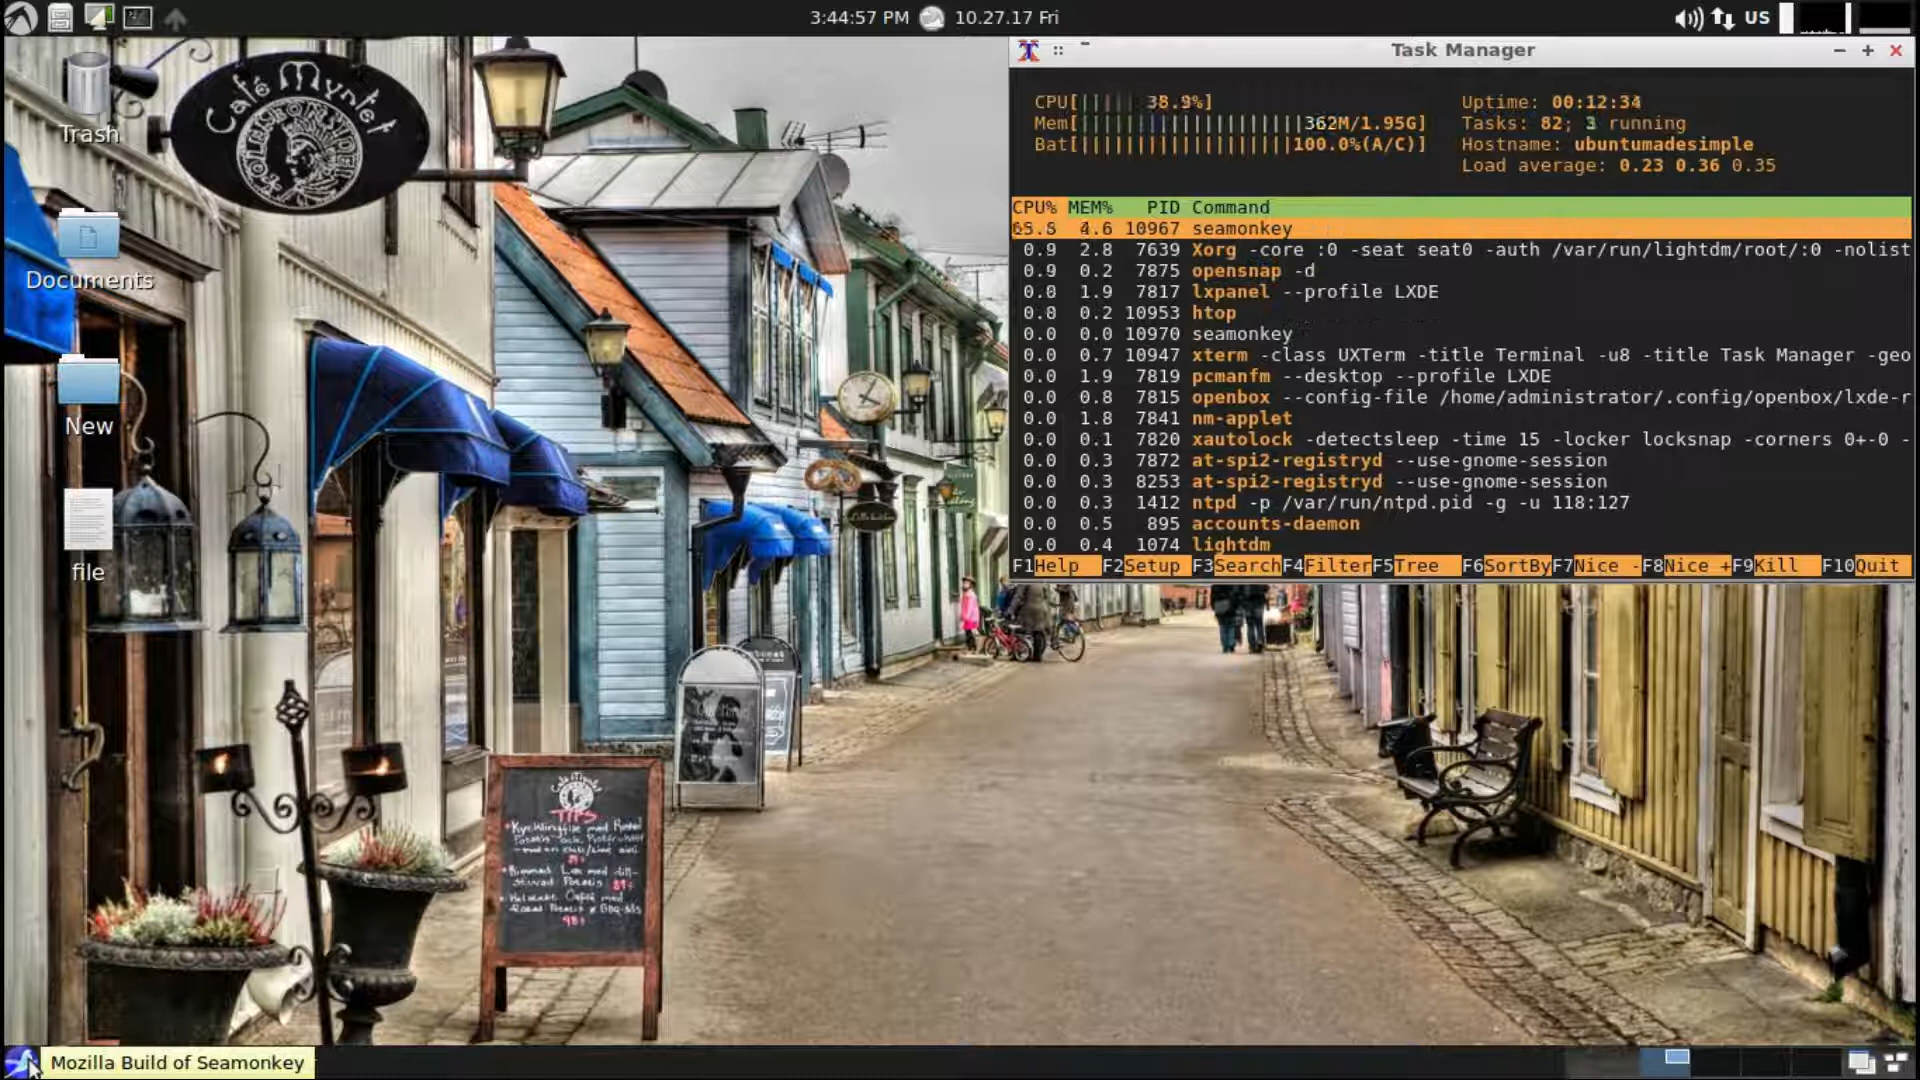 3:44:57 PM 10.27.17 Fri
US
Task Manager
Trash
Documents
New
file
Café Myntet
CPU[ 38.9%]
Mem[ 362M/1.95G]
Bat[ 100.0%(A/C)]
Uptime: 00:12:34
Tasks: 82; 3 running
Hostname: ubuntumadesimple
Load average: 0.23 0.36 0.35
CPU% MEM% PID Command
4.6 10967 seamonkey
0.9 2.8 7639 Xorg -core :0 -seat seat0 -auth /var/run/lightdm/root/:0 -nolist
0.9 0.2 7875 opensnap -d
0.8 1.9 7817 lxpanel --profile LXDE
0.8 0.2 10953 htop
0.0 0.0 10970 seamonkey
0.0 0.7 10947 xterm -class UXTerm -title Terminal -u8 -title Task Manager -geo
0.0 1.9 7819 pcmanfm --desktop --profile LXDE
0.0 0.8 7815 openbox --config-file /home/administrator/.config/openbox/lxde-r
0.0 1.8 7841 nm-applet
0.0 0.1 7820 xautolock -detectsleep -time 15 -locker locksnap -corners 0+-0 -
0.0 0.3 7872 at-spi2-registryd --use-gnome-session
0.0 0.3 8253 at-spi2-registryd --use-gnome-session
0.0 0.3 1412 ntpd -p /var/run/ntpd.pid -g -u 118:127
0.0 0.5 895 accounts-daemon
0.0 0.4 1074 lightdm
F1Help F2Setup F3SearchF4FilterF5Tree F6SortByF7Nice -F8Nice +F9Kill F10Quit
TIPS
Mozilla Build of Seamonkey